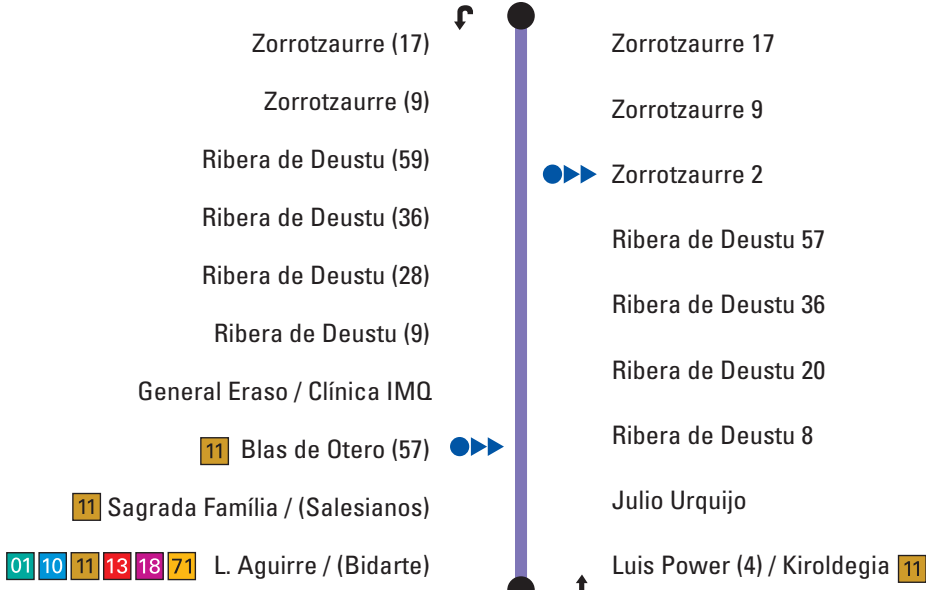 Zorrotzaurre (17)
Zorrotzaurre (9)
Ribera de Deustu (59)
Ribera de Deustu (36)
Ribera de Deustu (28)
Ribera de Deustu (9)
General Eraso / Clínica IMQ
11 Blas de Otero (57)
11 Sagrada Família / (Salesianos)
01 10 11 13 18 71 L. Aguirre / (Bidarte)
Zorrotzaurre 17
Zorrotzaurre 9
Zorrotzaurre 2
Ribera de Deustu 57
Ribera de Deustu 36
Ribera de Deustu 20
Ribera de Deustu 8
Julio Urquijo
Luis Power (4) / Kiroldegia 11